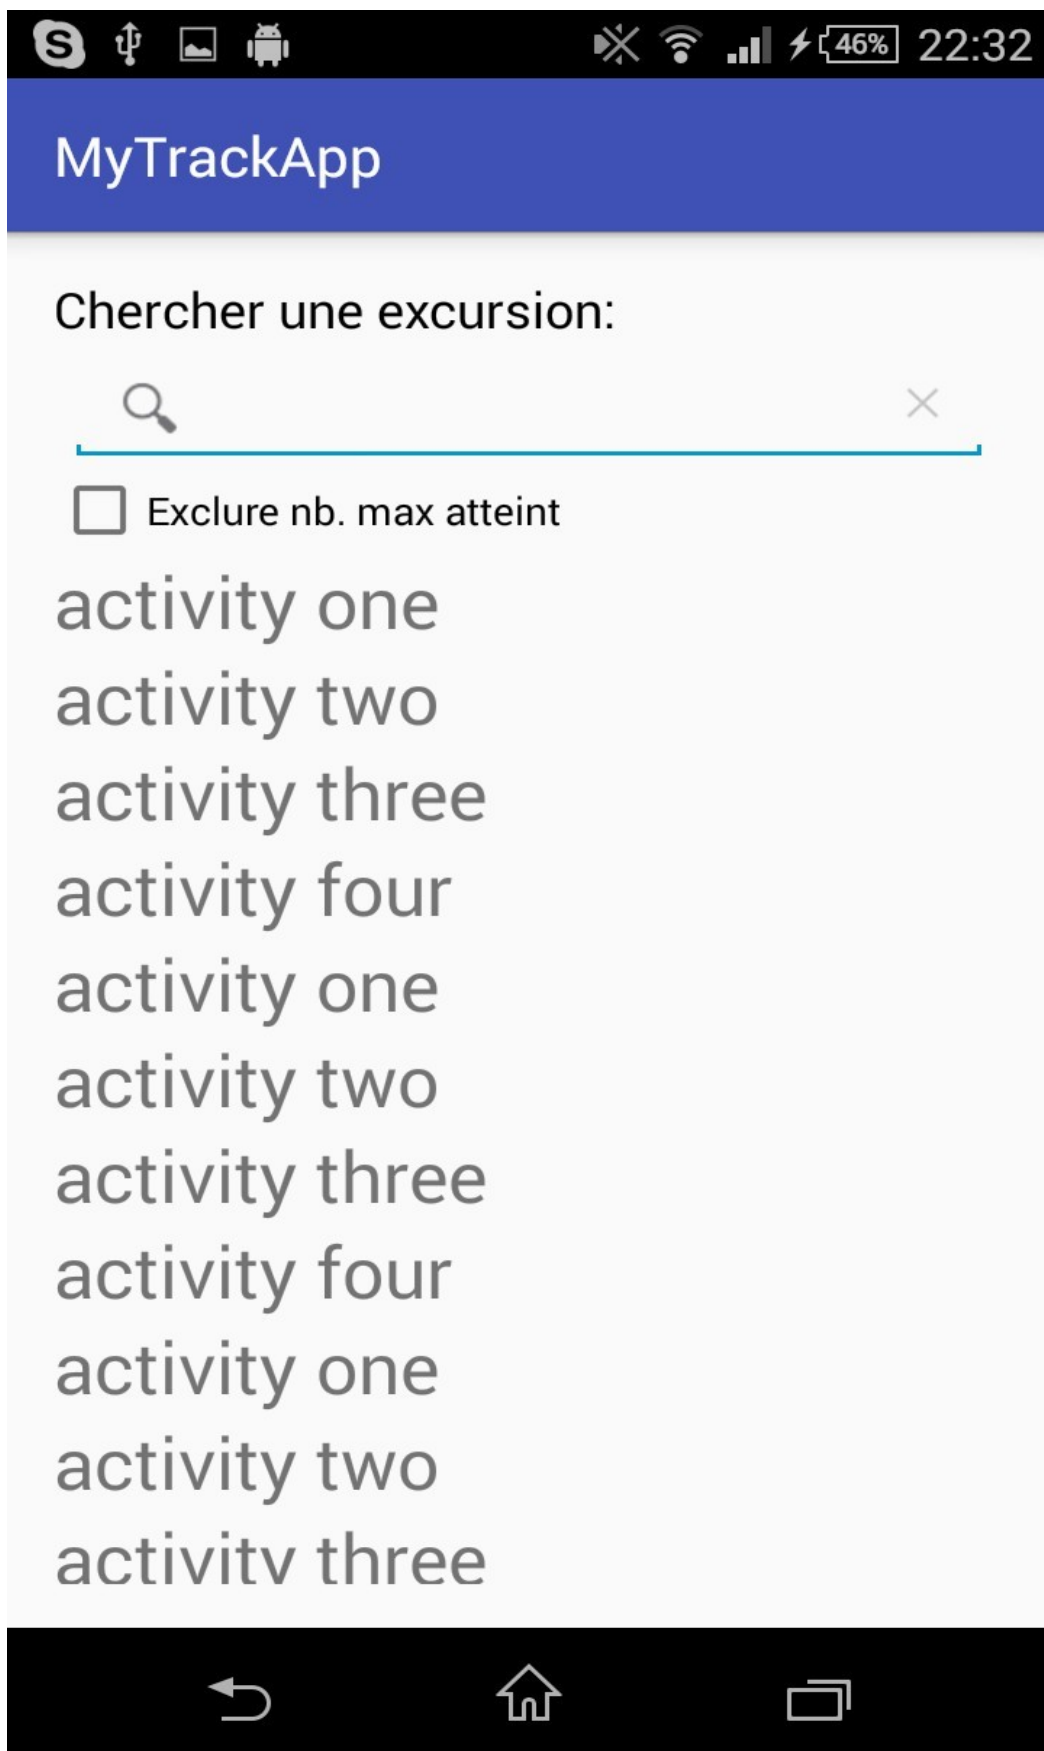 46% 22:32
MyTrackApp
Chercher une excursion:
Exclure nb. max atteint
activity one
activity two
activity three
activity four
activity one
activity two
activity three
activity four
activity one
activity two
activity three